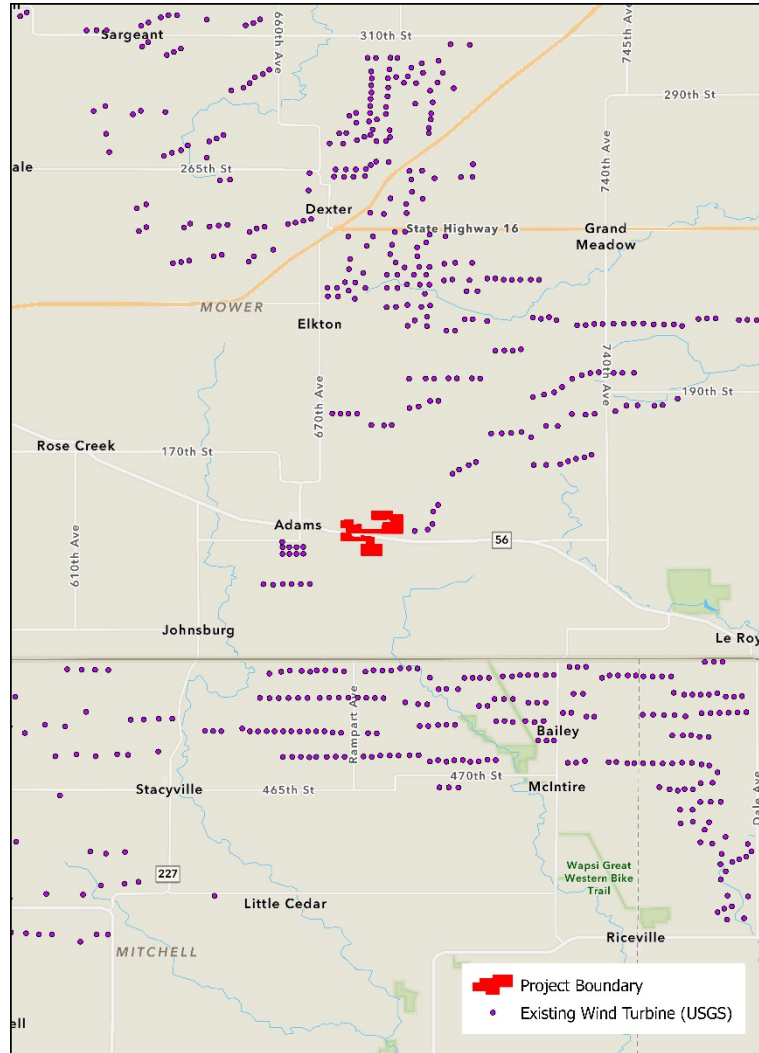 Sargeant
660th Ave
310th St
745th Ave
290th St
ale
265th St
740th Ave
Dexter
State Highway 16
Grand
Meadow
MOWER
Elkton
670th Ave
740th Ave
190th St
Rose Creek
170th St
Adams
56
610th Ave
Johnsburg
Le Roy
Rampart Ave
Bailey
470th St
McIntire
Stacyville
465th St
Dale Ave
Wapsi Great
Western Bike
Trail
227
Little Cedar
Riceville
MITCHELL
Project Boundary
Existing Wind Turbine (USGS)
ell